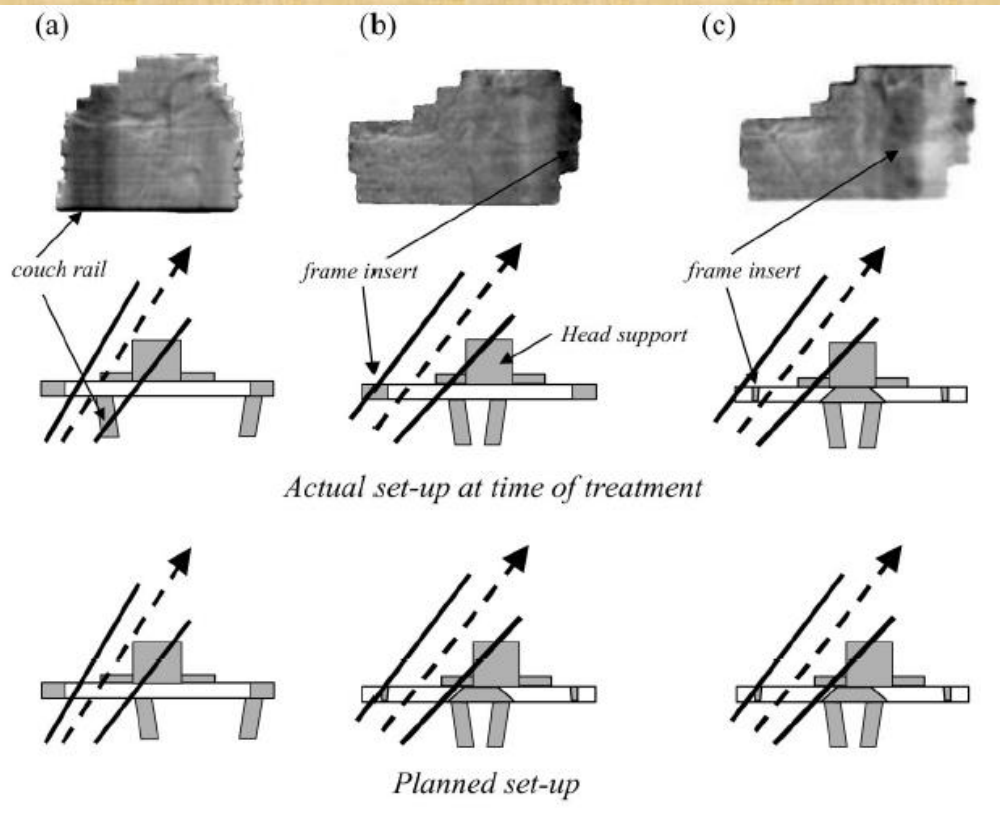 (a)
(b)
(c)
couch rail
frame insert
frame insert
Head support
Actual set-up at time of treatment
Planned set-up